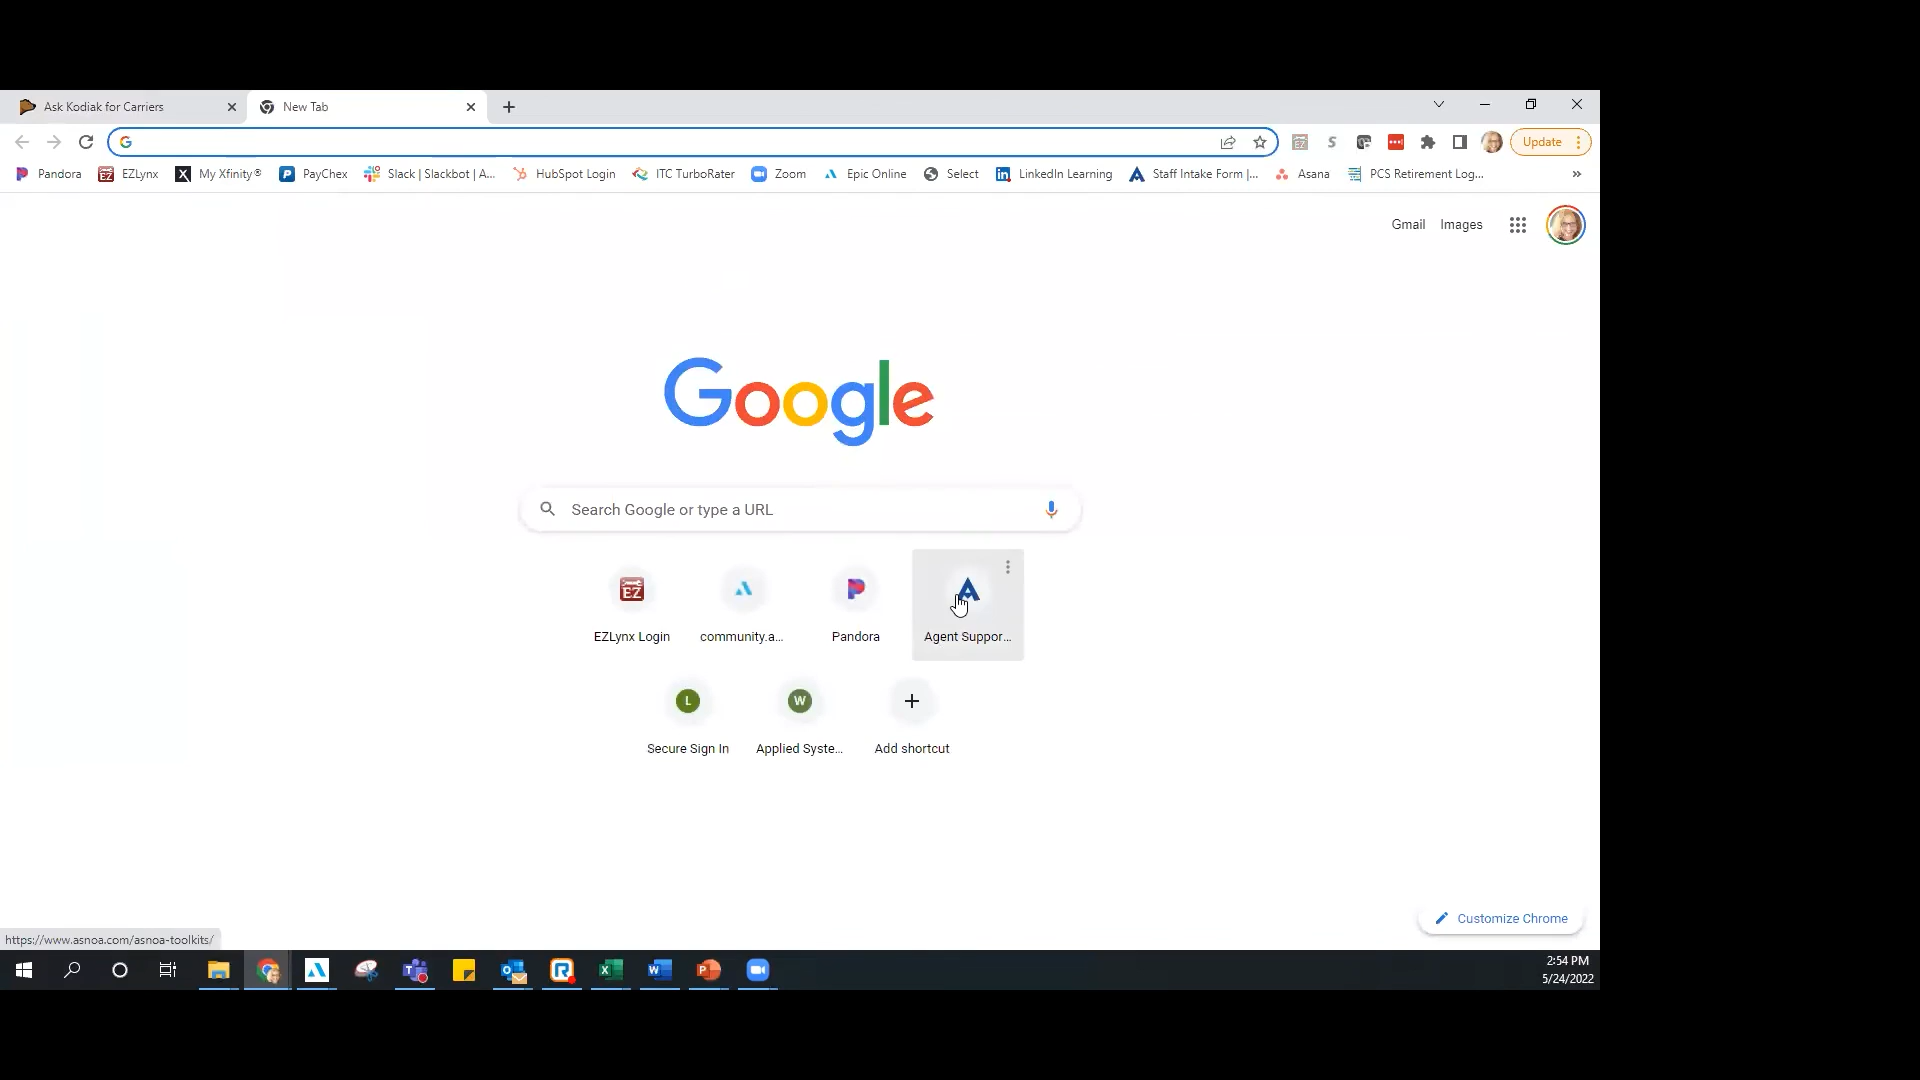 Ask Kodiak for Carriers
New Tab
Update
Pandora
EZLynx
My Xfinity®
PayChex
Slack | Slackbot | A...
HubSpot Login
ITC TurboRater
Zoom
Epic Online
Select
LinkedIn Learning
Staff Intake Form |...
Asana
PCS Retirement Log...
»
Gmail
Images
Google
Search Google or type a URL
EZ
EZLynx Login
community.a...
Pandora
Agent Suppor...
L
Secure Sign In
W
Applied Syste...
Add shortcut
Customize Chrome
https://www.asnoa.com/asnoa-toolkits/
2:54 PM
5/24/2022